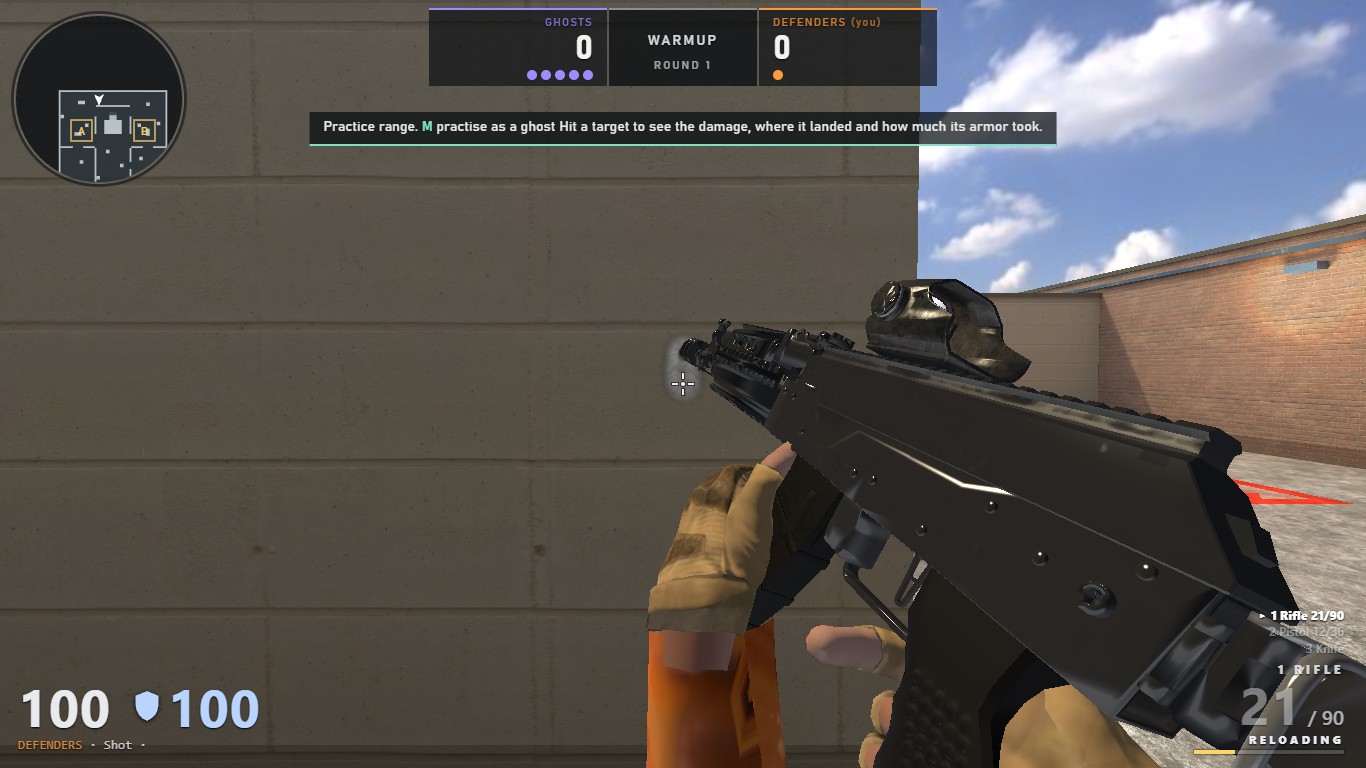 GHOSTS
0
WARMUP
ROUND 1
DEFENDERS (you)
0
A
B
Practice range. M practise as a ghost Hit a target to see the damage, where it landed and how much its armor took.
1 Rifle 21/90
2 Pistol 12/36
3 Knife
1 RIFLE
21 / 90
RELOADING
100 100
DEFENDERS · Shot ·